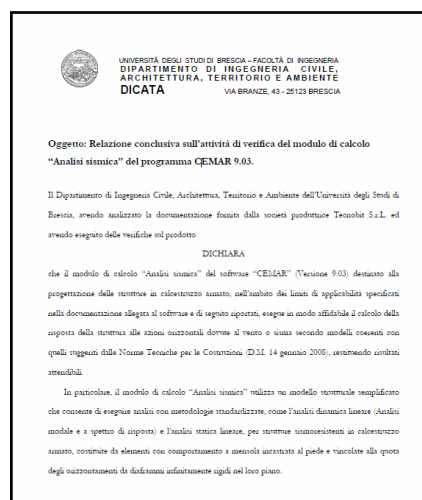 UNIVERSITÀ DEGLI STUDI DI BRESCIA – FACOLTÀ DI INGEGNERIA
DIPARTIMENTO DI INGEGNERIA CIVILE,
ARCHITETTURA, TERRITORIO E AMBIENTE
DICATA VIA BRANZE, 43 - 25123 BRESCIA
Oggetto: Relazione conclusiva sull'attività di verifica del modulo di calcolo
"Analisi sismica" del programma CEMAR 9.03.
Il Dipartimento di Ingegneria Civile, Architettura, Territorio e Ambiente dell'Università degli Studi di
Brescia, avendo analizzato la documentazione fornita dalla società produttrice Tecnobit S.r.L. ed
avendo eseguito delle verifiche sul prodotto
DICHIARA
che il modulo di calcolo "Analisi sismica" del software "CEMAR" (Versione 9.03) destinato alla
progettazione delle strutture in calcestruzzo armato, nell'ambito dei limiti di applicabilità specificati
nella documentazione allegata al software e di seguito riportati, esegue in modo affidabile il calcolo della
risposta della struttura alle azioni orizzontali dovute al vento o sisma secondo modelli coerenti con
quelli suggeriti dalle Norme Tecniche per le Costruzioni (D.M. 14 gennaio 2008), restituendo risultati
attendibili.
In particolare, il modulo di calcolo "Analisi sismica" utilizza un modello strutturale semplificato
che consente di eseguire analisi con metodologie standardizzate, come l'analisi dinamica lineare (Analisi
modale e a spettro di risposta) e l'analisi statica lineare, per strutture sismoresistenti in calcestruzzo
armato, costituite da elementi con comportamento a mensola incastrata al piede e vincolate alla quota
degli orizzontamenti da diaframmi infinitamente rigidi nel loro piano.